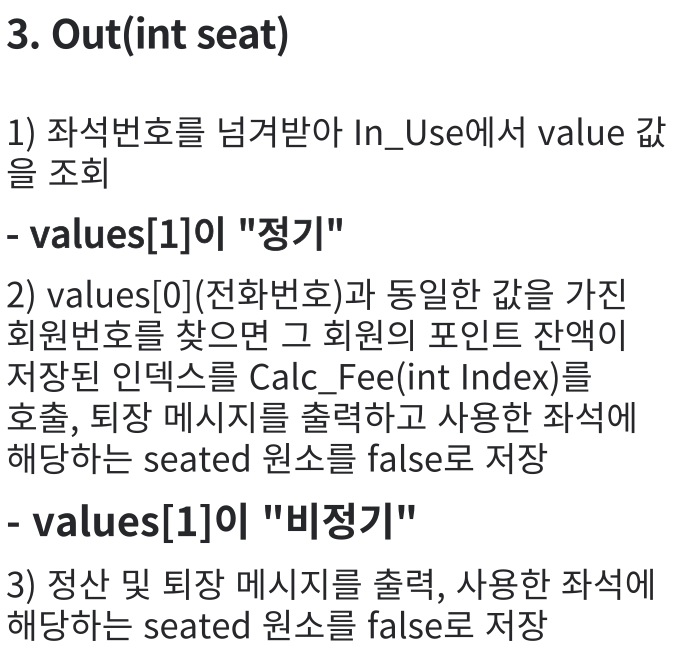 3. Out(int seat)
1) 좌석번호를 넘겨받아 In_Use에서 value 값
을 조회
- values[1]이 "정기"
2) values[0](전화번호)과 동일한 값을 가진
회원번호를 찾으면 그 회원의 포인트 잔액이
저장된 인덱스를 Calc_Fee(int Index)를
호출, 퇴장 메시지를 출력하고 사용한 좌석에
해당하는 seated 원소를 false로 저장
- values[1]이 "비정기"
3) 정산 및 퇴장 메시지를 출력, 사용한 좌석에
해당하는 seated 원소를 false로 저장